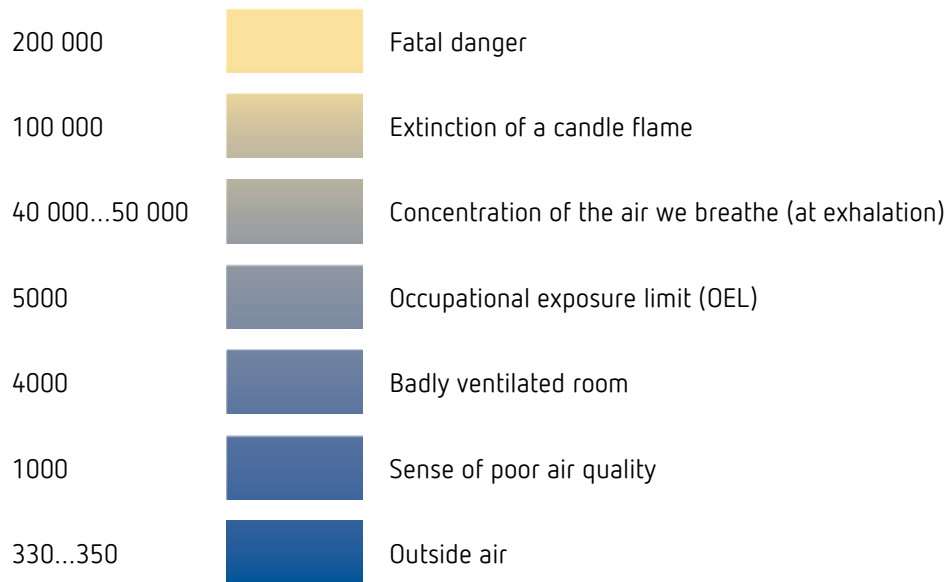 200 000 Fatal danger
100 000 Extinction of a candle flame
40 000...50 000 Concentration of the air we breathe (at exhalation)
5000 Occupational exposure limit (OEL)
4000 Badly ventilated room
1000 Sense of poor air quality
330...350 Outside air